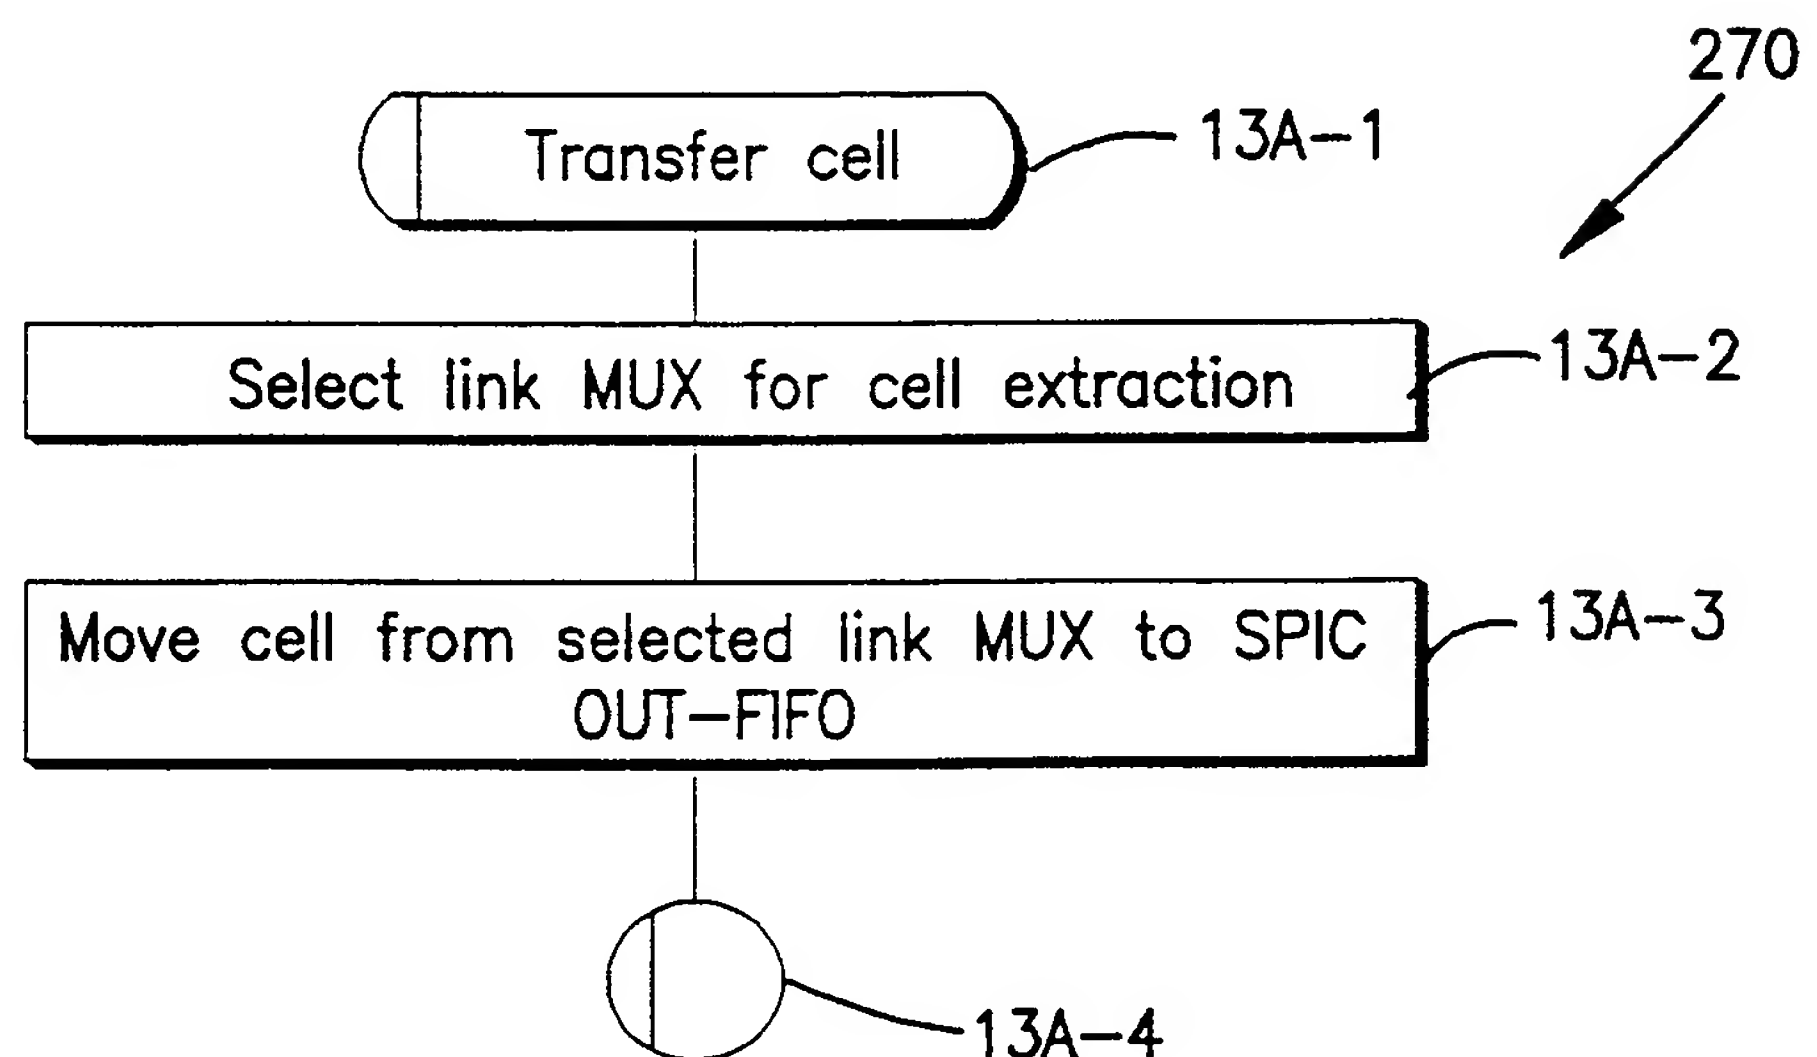 270
Transfer cell
13A-1
Select link MUX for cell extraction
13A-2
Move cell from selected link MUX to SPIC
OUT-FIFO
13A-3
13A-4